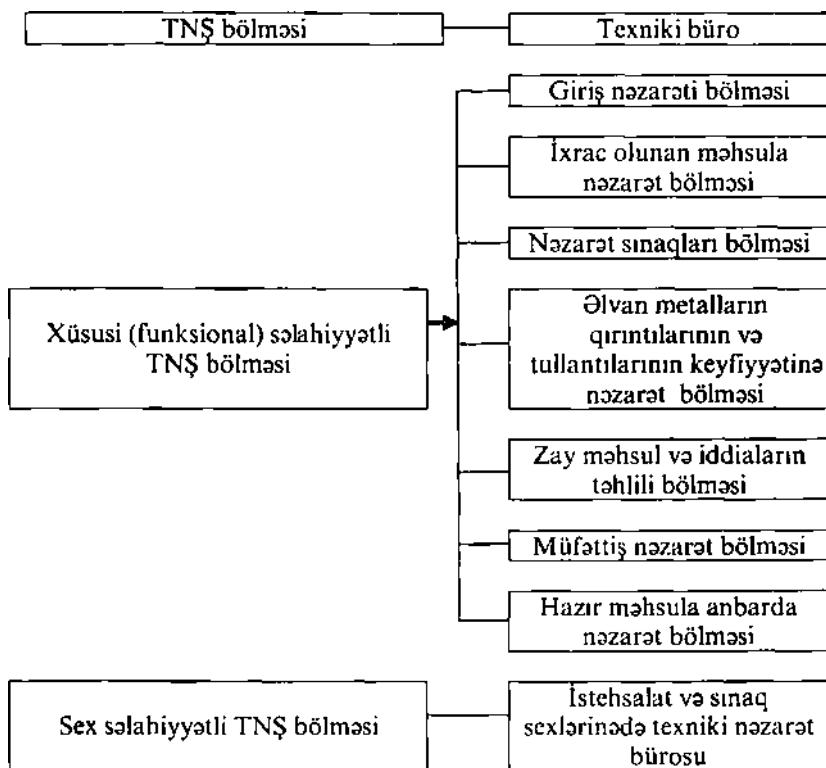 TNŞ bölməsi
Texniki büro
Giriş nəzarəti bölməsi
İxrac olunan məhsula
nəzarət bölməsi
Nəzarət sınaqları bölməsi
Xüsusi (funksional) səlahiyyətli
TNŞ bölməsi
Əlvan metalların
qırıntılarının və
tullantılarının keyfiyyətinə
nəzarət bölməsi
Zay məhsul və iddiaların
təhlili bölməsi
Müfəttiş nəzarət bölməsi
Hazır məhsula anbarda
nəzarət bölməsi
Sex səlahiyyətli TNŞ bölməsi
İstehsalat və sınaq
sexlərinədə texniki nəzarət
bürosu